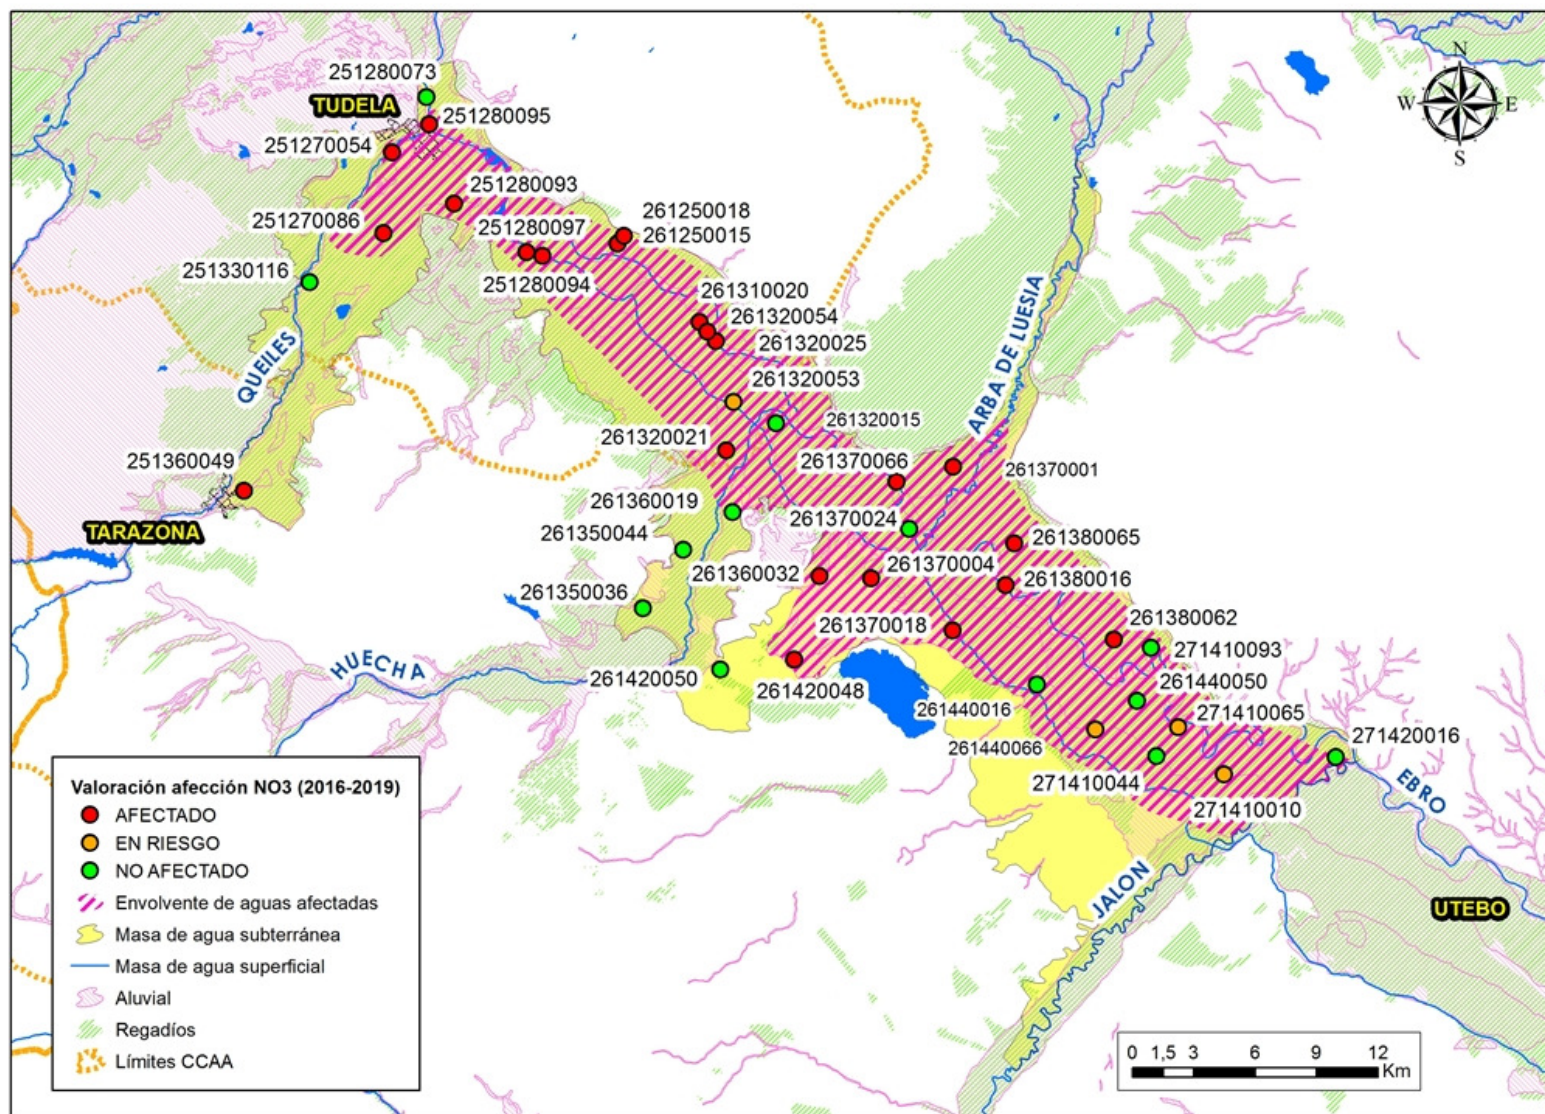 251280073
TUDELA
251280095
251270054
251280093
261250018
251270086
251280097
261250015
251330116
251280094
261310020
261320054
261320025
QUEILES
ARBA DE LUESIA
261320053
261320015
261320021
251360049
261370066
261370001
261360019
TARAZONA
261350044
261370024
261380065
261360032
261370004
261380016
261350036
261370018
261380062
271410093
HUECHA
261420050
261420048
261440050
261440016
271410065
271420016
261440066
271410044
271410010
EBRO
JALON
UTEBO
N
W
E
S
Valoración afección NO3 (2016-2019)
AFECTADO
EN RIESGO
NO AFECTADO
Envolvente de aguas afectadas
Masa de agua subterránea
Masa de agua superficial
Aluvial
Regadíos
Límites CCAA
0 1,5 3 6 9 12
Km